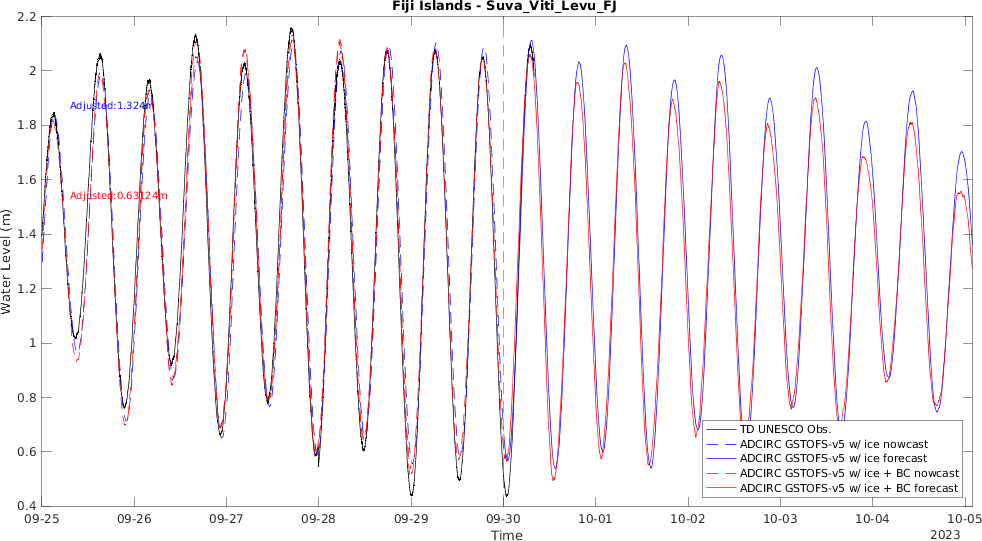 Fiji Islands - Suva_Viti_Levu_FJ
2.2
2
1.8
1.6
1.4
1.2
1
0.8
0.6
0.4
Water Level (m)
Adjusted:1.324m
Adjusted:0.63124m
TD UNESCO Obs.
ADCIRC GSTOFS-v5 w/ ice nowcast
ADCIRC GSTOFS-v5 w/ ice forecast
ADCIRC GSTOFS-v5 w/ ice + BC nowcast
ADCIRC GSTOFS-v5 w/ ice + BC forecast
09-25 09-26 09-27 09-28 09-29 09-30 10-01 10-02 10-03 10-04 10-05
Time
2023